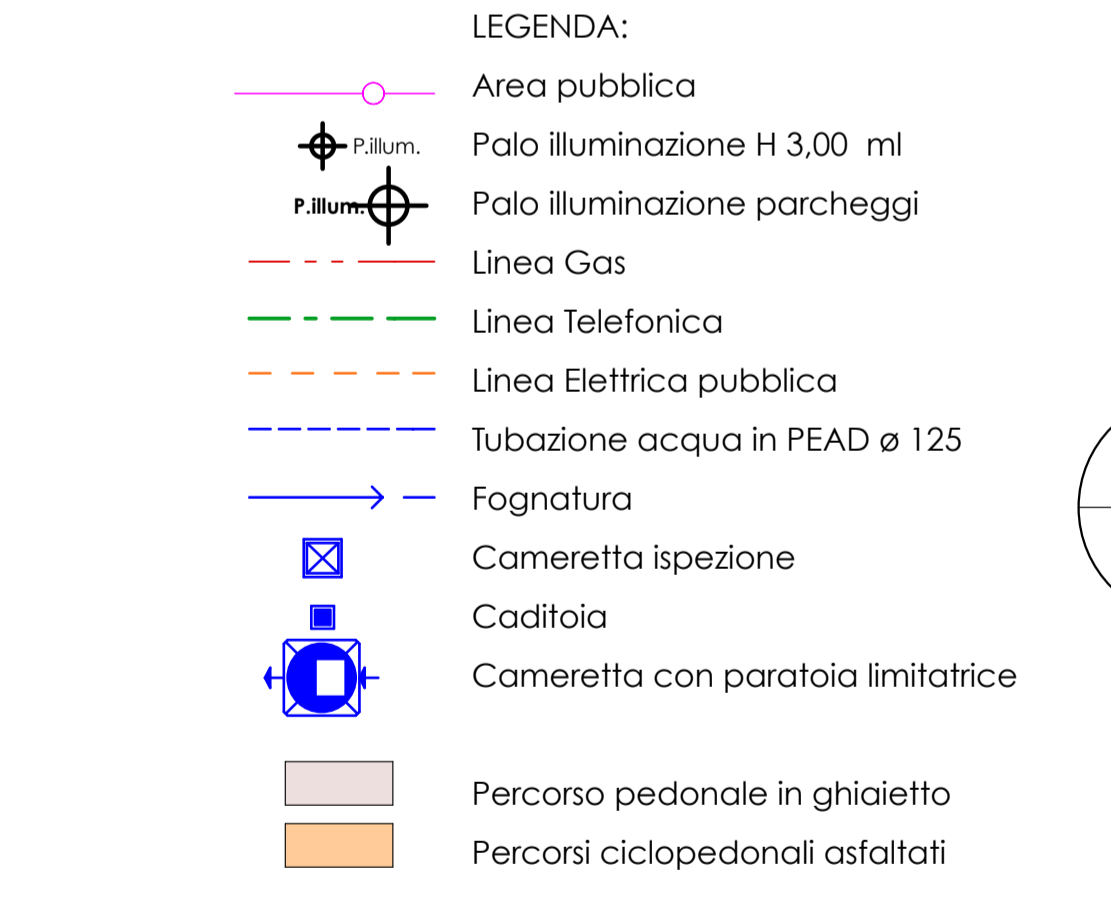 LEGENDA:
Area pubblica
P.illum. Palo illuminazione H 3,00 ml
P.illum. Palo illuminazione parcheggi
Linea Gas
Linea Telefonica
Linea Elettrica pubblica
Tubazione acqua in PEAD ø 125
Fognatura
Cameretta ispezione
Caditoia
Cameretta con paratoia limitatrice
Percorso pedonale in ghiaietto
Percorsi ciclopedonali asfaltati